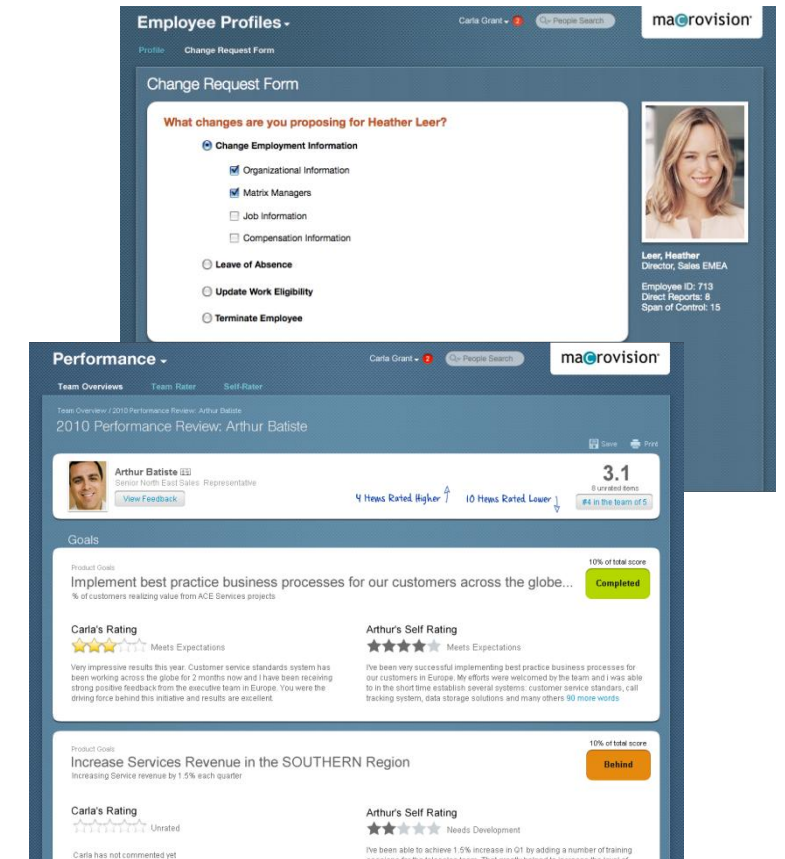 Employee Profiles
Carla Grant
2
People Search
macrovision
Profile
Change Request Form
Change Request Form
What changes are you proposing for Heather Leer?
Change Employment Information
Organizational Information
Matrix Managers
Job Information
Compensation Information
Leave of Absence
Update Work Eligibility
Terminate Employee
Leer, Heather
Director, Sales EMEA
Employee ID: 713
Direct Reports: 8
Span of Control: 15
Performance
Carla Grant
2
People Search
macrovision
Team Overviews
Team Rater
Self-Rater
Team Overview / 2010 Performance Review: Arthur Batiste
2010 Performance Review: Arthur Batiste
Save
Print
Arthur Batiste
Senior North East Sales Representative
View Feedback
4 Items Rated Higher
10 Items Rated Lower
3.1
unrated items
#4 in the team of 5
Goals
Product Goals
Implement best practice business processes for our customers across the globe...
% of customers realizing value from ACE Services projects
10% of total score
Completed
Carla's Rating
Meets Expectations
Very impressive results this year. Customer service standards system has
been working across the globe for 2 months now and I have been receiving
strong positive feedback from the executive team in Europe. You were the
driving force behind this initiative and results are excellent.
Arthur's Self Rating
Meets Expectations
I've been very successful implementing best practice business processes for
our customers in Europe. My efforts were welcomed by the team and i was able
to in the short time establish several systems: customer service standars, call
tracking system, data storage solutions and many others 90 more words
Product Goals
Increase Services Revenue in the SOUTHERN Region
Increasing Service revenue by 1.5% each quarter
10% of total score
Behind
Carla's Rating
Unrated
Carla has not commented yet
Arthur's Self Rating
Needs Development
I've been able to achieve 1.5% increase in Q1 by adding a number of training